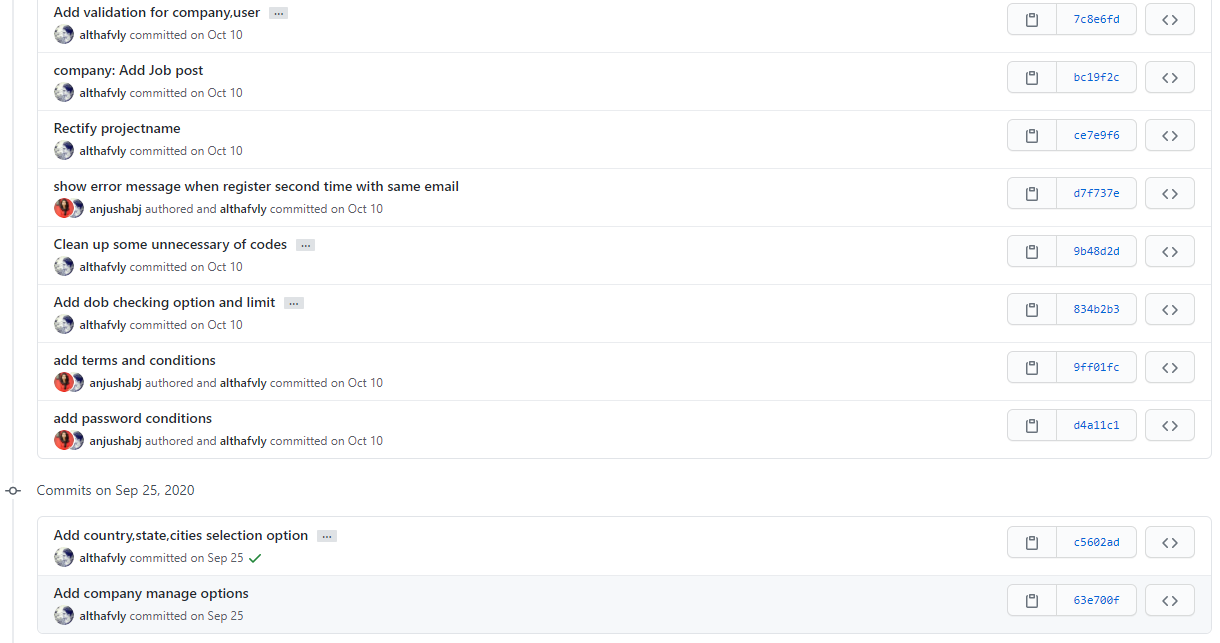 Add validation for company,user ...
althafvly committed on Oct 10
7c8e6fd
company: Add Job post
althafvly committed on Oct 10
bc19f2c
Rectify projectname
althafvly committed on Oct 10
ce7e9f6
show error message when register second time with same email
anjushabj authored and althafvly committed on Oct 10
d7f737e
Clean up some unnecessary of codes ...
althafvly committed on Oct 10
9b48d2d
Add dob checking option and limit ...
althafvly committed on Oct 10
834b2b3
add terms and conditions
anjushabj authored and althafvly committed on Oct 10
9ff01fc
add password conditions
anjushabj authored and althafvly committed on Oct 10
d4a11c1
Commits on Sep 25, 2020
Add country,state,cities selection option ...
althafvly committed on Sep 25
c5602ad
Add company manage options
althafvly committed on Sep 25
63e700f